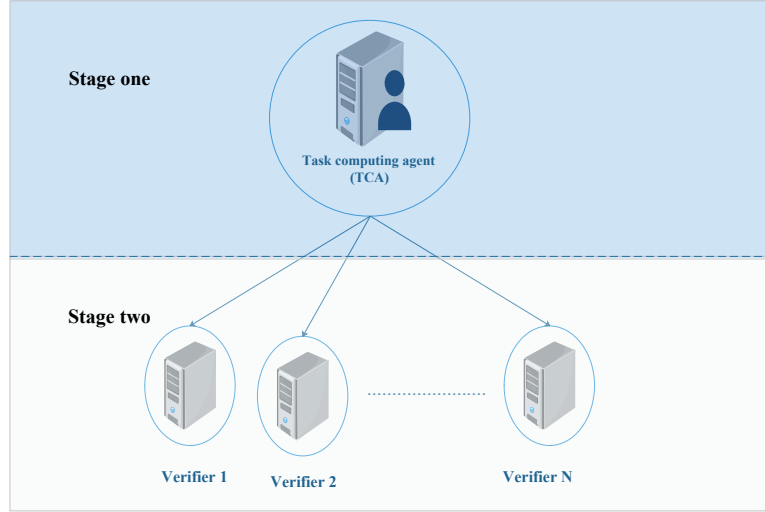 Stage one
Task computing agent
(TCA)
Stage two
Verifier 1
Verifier 2
Verifier N